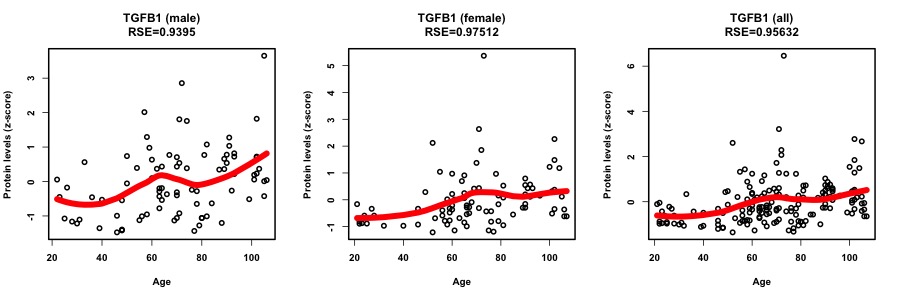 TGFB1 (male)
RSE=0.9395
Protein levels (z-score)
3
2
1
0
-1
20 40 60 80 100
Age
TGFB1 (female)
RSE=0.97512
Protein levels (z-score)
5
4
3
2
1
0
-1
20 40 60 80 100
Age
TGFB1 (all)
RSE=0.95632
Protein levels (z-score)
6
4
2
0
20 40 60 80 100
Age